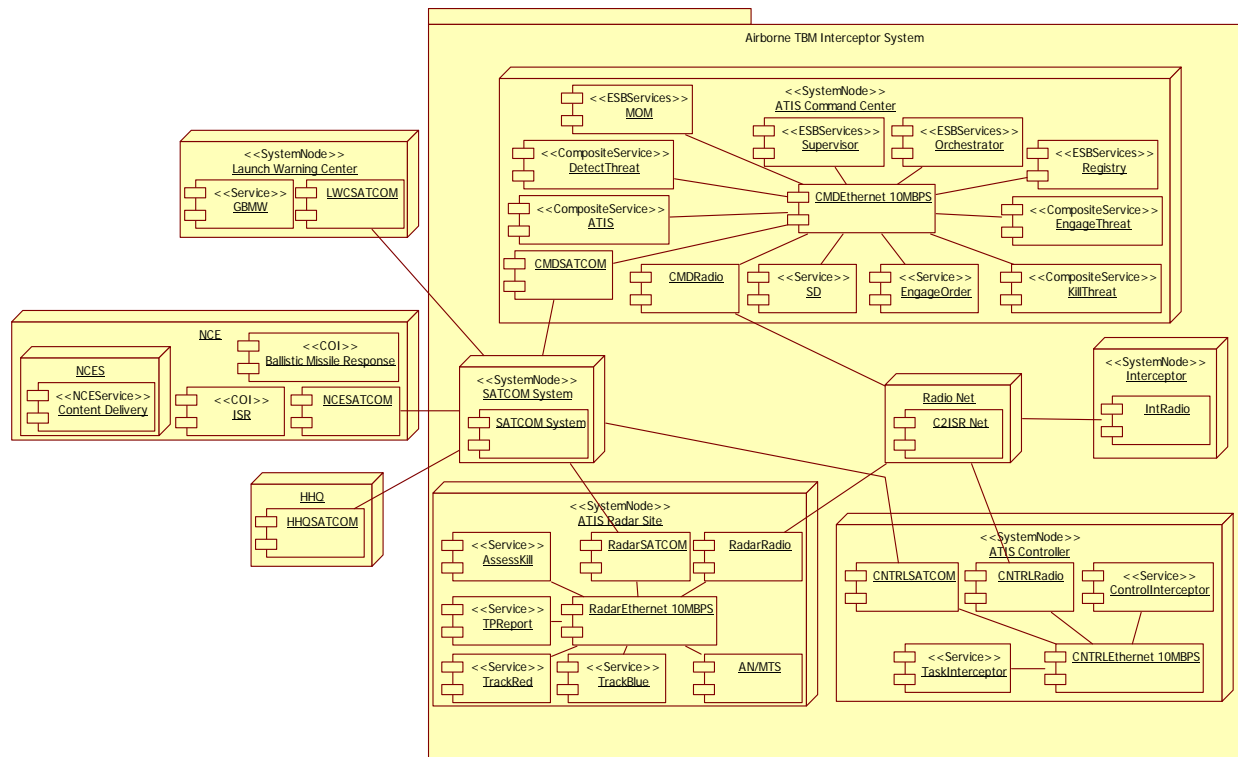 Airborne TBM Interceptor System
<<SystemNode>>
ATIS Command Center
<<ESBServices>>
MOM
<<ESBServices>>
Supervisor
<<ESBServices>>
Orchestrator
<<CompositeService>>
DetectThreat
<<ESBServices>>
Registry
CMDEthernet 10MBPS
<<CompositeService>>
ATIS
<<CompositeService>>
EngageThreat
CMDSATCOM
CMDRadio
<<Service>>
SD
<<Service>>
EngageOrder
<<CompositeService>>
KillThreat
<<SystemNode>>
Launch Warning Center
<<Service>>
GBMW
LWCSATCOM
NCE
<<COI>>
Ballistic Missile Response
NCES
<<NCEService>>
Content Delivery
<<COI>>
ISR
NCESATCOM
<<SystemNode>>
SATCOM System
SATCOM System
Radio Net
C2ISR Net
<<SystemNode>>
Interceptor
IntRadio
HHQ
HHQSATCOM
<<SystemNode>>
ATIS Radar Site
<<Service>>
AssessKill
RadarSATCOM
RadarRadio
<<Service>>
TPReport
RadarEthernet 10MBPS
<<Service>>
TrackRed
<<Service>>
TrackBlue
AN/MTS
<<SystemNode>>
ATIS Controller
CNTRLSATCOM
CNTRLRadio
<<Service>>
ControlInterceptor
<<Service>>
TaskInterceptor
CNTRLEthernet 10MBPS